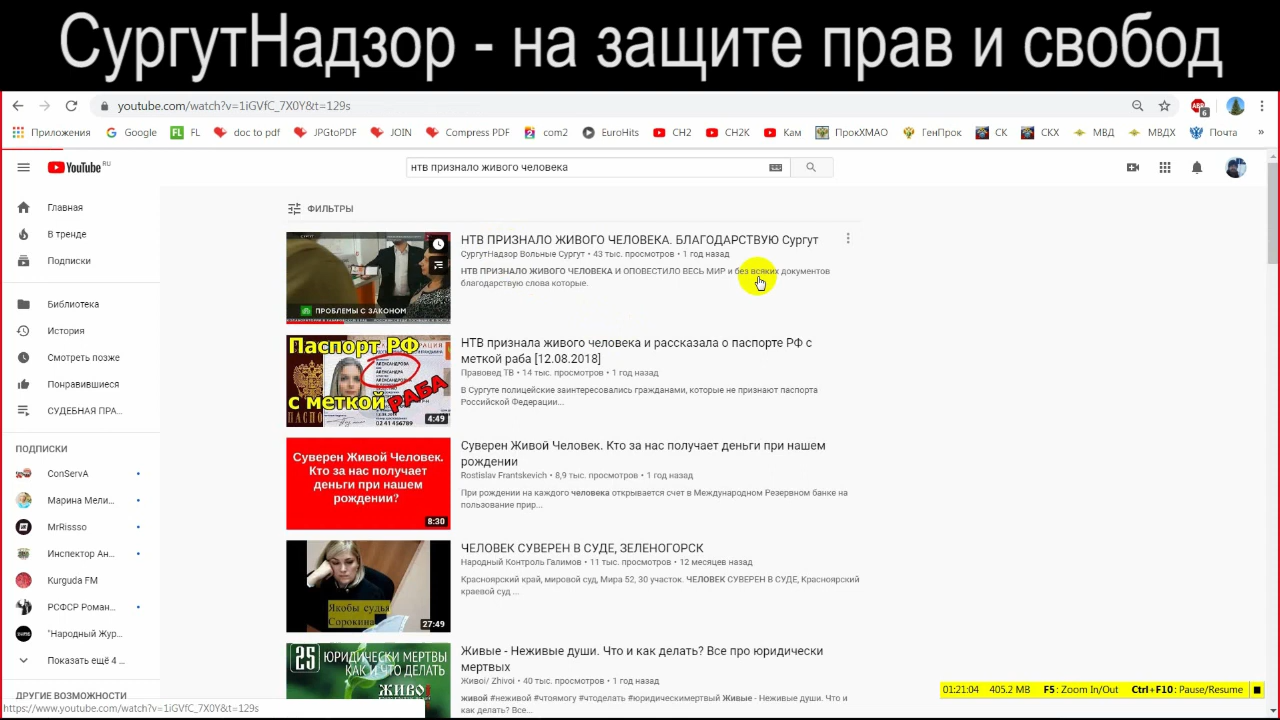 СургутНадзор - на защите прав и свобод
youtube.com/watch?v=1iGVfC_7X0Y&t=129s
ABP 6
Приложения Google FL FL doc to pdf JPGtoPDF JOIN Compress PDF com2 EuroHits CH2 CH2K Кам ПрокХМАО ГенПрок СК СКХ МВД МВДХ Почта »
YouTube RU
нтв признало живого человека
Главная
В тренде
Подписки
Библиотека
История
Смотреть позже
Понравившиеся
СУДЕБНАЯ ПРА...
ПОДПИСКИ
ConServA
Марина Мели...
MrRissso
Инспектор Ан...
Kurguda FM
РСФСР Роман...
"Народный Жур...
Показать ещё 4 ...
ДРУГИЕ ВОЗМОЖНОСТИ
https://www.youtube.com/watch?v=1iGVfC_7X0Y&t=129s
ФИЛЬТРЫ
ПРОБЛЕМЫ С ЗАКОНОМ
НТВ ПРИЗНАЛО ЖИВОГО ЧЕЛОВЕКА. БЛАГОДАРСТВУЮ Сургут
СургутНадзор Вольные Сургут • 43 тыс. просмотров • 1 год назад
НТВ ПРИЗНАЛО ЖИВОГО ЧЕЛОВЕКА И ОПОВЕСТИЛО ВЕСЬ МИР и без всяких документов
благодарствую слова которые.
Паспорт РФ
с меткой РАБА
4:49
НТВ признала живого человека и рассказала о паспорте РФ с
меткой раба [12.08.2018]
Правовед ТВ • 14 тыс. просмотров • 1 год назад
В Сургуте полицейские заинтересовались гражданами, которые не признают паспорта
Российской Федерации...
Суверен Живой Человек.
Кто за нас получает
деньги при нашем
рождении?
8:30
Суверен Живой Человек. Кто за нас получает деньги при нашем
рождении
Rostislav Frantskevich • 8,9 тыс. просмотров • 1 год назад
При рождении на каждого человека открывается счет в Международном Резервном банке на
пользование прир...
Якобы судья
Сорокина
27:49
ЧЕЛОВЕК СУВЕРЕН В СУДЕ, ЗЕЛЕНОГОРСК
Народный Контроль Галимов • 11 тыс. просмотров • 12 месяцев назад
Красноярский край, мировой суд, Мира 52, 30 участок. ЧЕЛОВЕК СУВЕРЕН В СУДЕ, Красноярский
краевой суд ...
25 ЮРИДИЧЕСКИ МЕРТВЫ
КАК И ЧТО ДЕЛАТЬ
Живые - Неживые души. Что и как делать? Все про юридически
мертвых
Живоi/ Zhivoi • 40 тыс. просмотров • 1 год назад
живой #неживой #чтоямогу #чтоделать #юридическимертвый Живые - Неживые души. Что и
как делать? Все...
01:21:04 405.2 MB F5: Zoom In/Out Ctrl+F10: Pause/Resume